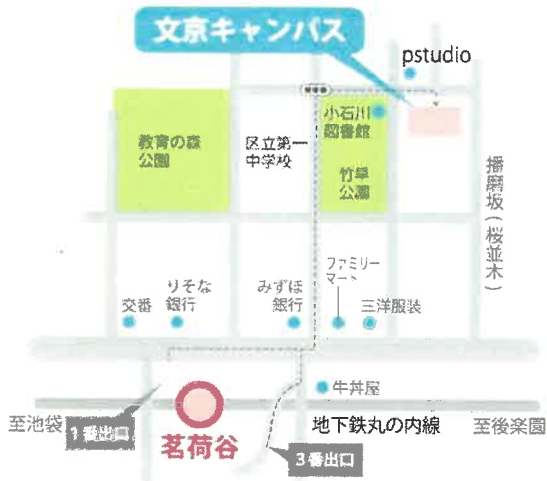 文京キャンパス
pstudio
小石川
図書館
教育の森
公園
区立第一
中学校
竹早
公園
播磨坂(桜並木)
ファミリー
マート
りそな
銀行
みずほ
銀行
交番
三洋服装
牛丼屋
至池袋
1番出口
茗荷谷
地下鉄丸の内線
至後楽園
3番出口